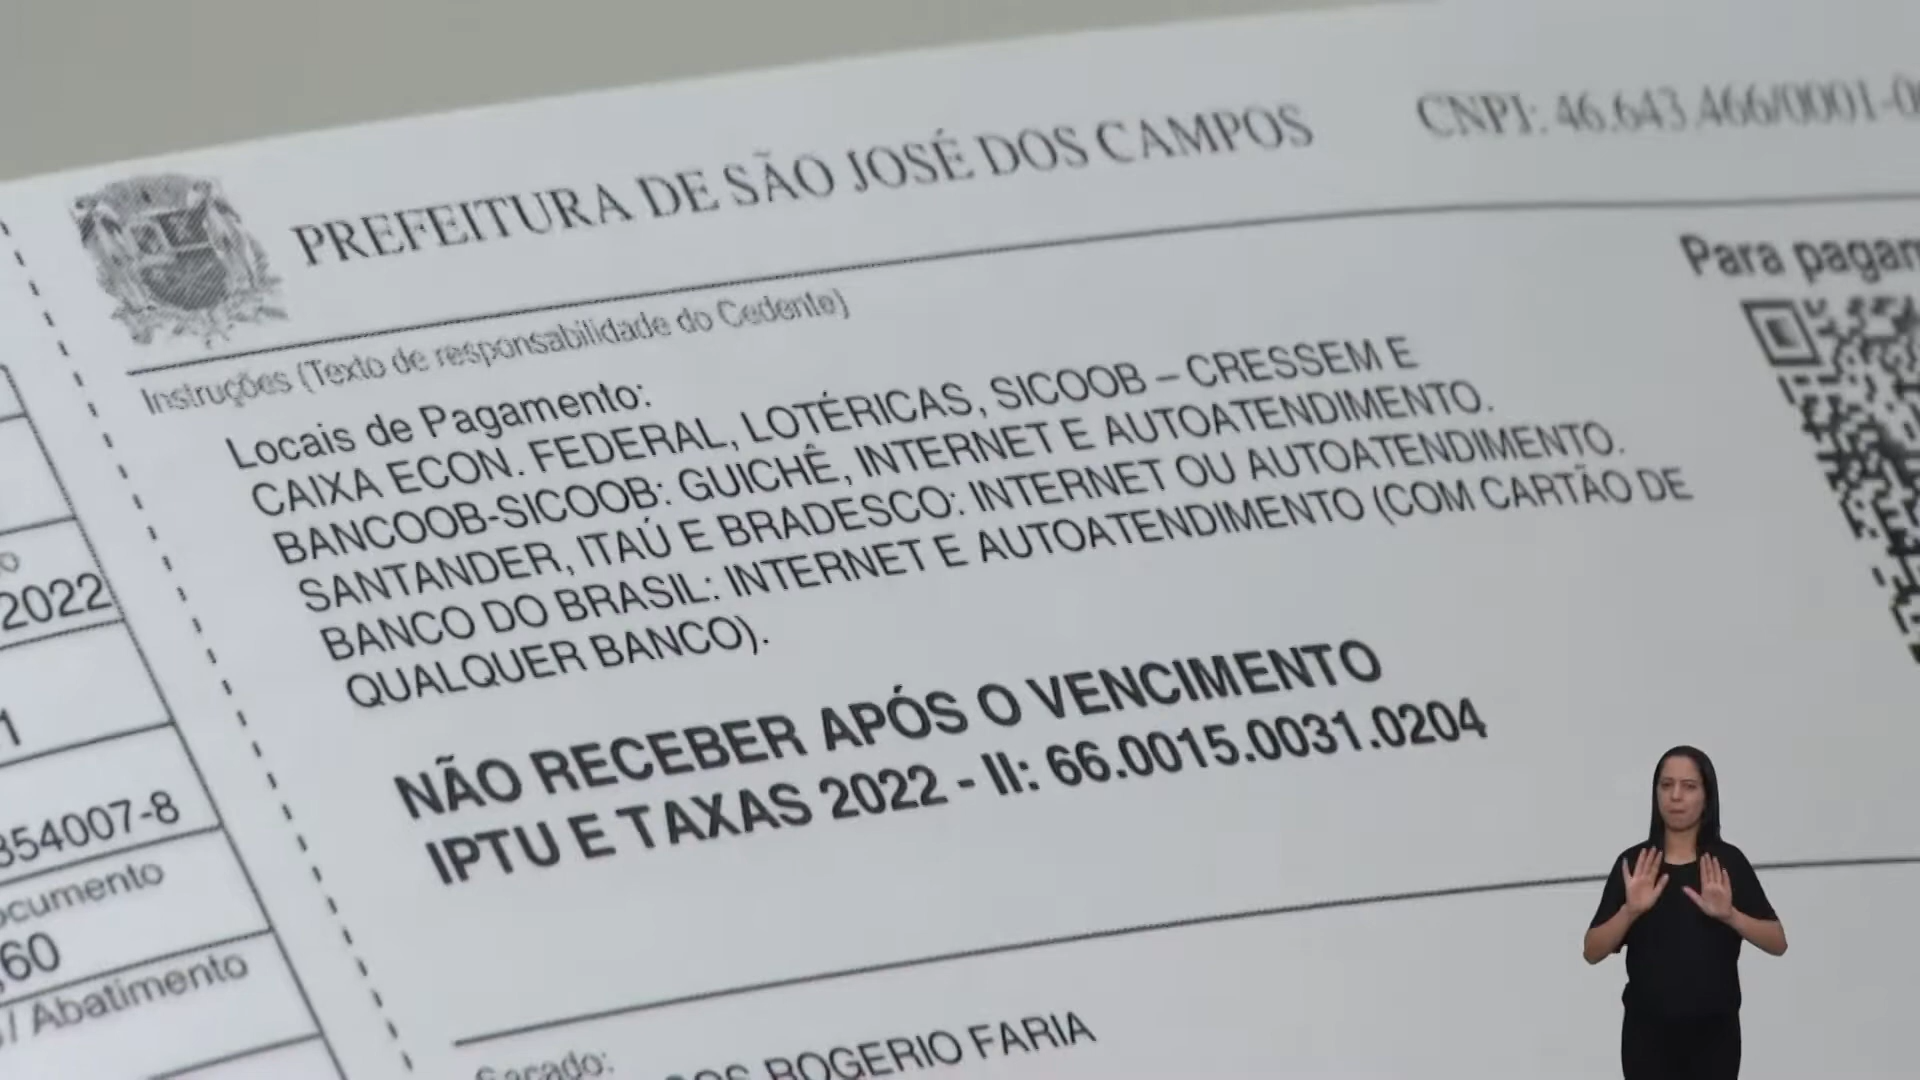 PREFEITURA DE SÃO JOSÉ DOS CAMPOS
CNPJ: 46.643.466/0001-0
Instruções (Texto de responsabilidade do Cedente)
Para pagam
Locais de Pagamento:
CAIXA ECON. FEDERAL, LOTÉRICAS, SICOOB – CRESSEM E
BANCOOB-SICOOB: GUICHÊ, INTERNET E AUTOATENDIMENTO.
SANTANDER, ITAÚ E BRADESCO: INTERNET OU AUTOATENDIMENTO.
BANCO DO BRASIL: INTERNET E AUTOATENDIMENTO (COM CARTÃO DE
QUALQUER BANCO).
NÃO RECEBER APÓS O VENCIMENTO
IPTU E TAXAS 2022 - II: 66.0015.0031.0204
Sacado:
ROGERIO FARIA
2022
1
354007-8
ocumento
,60
/ Abatimento